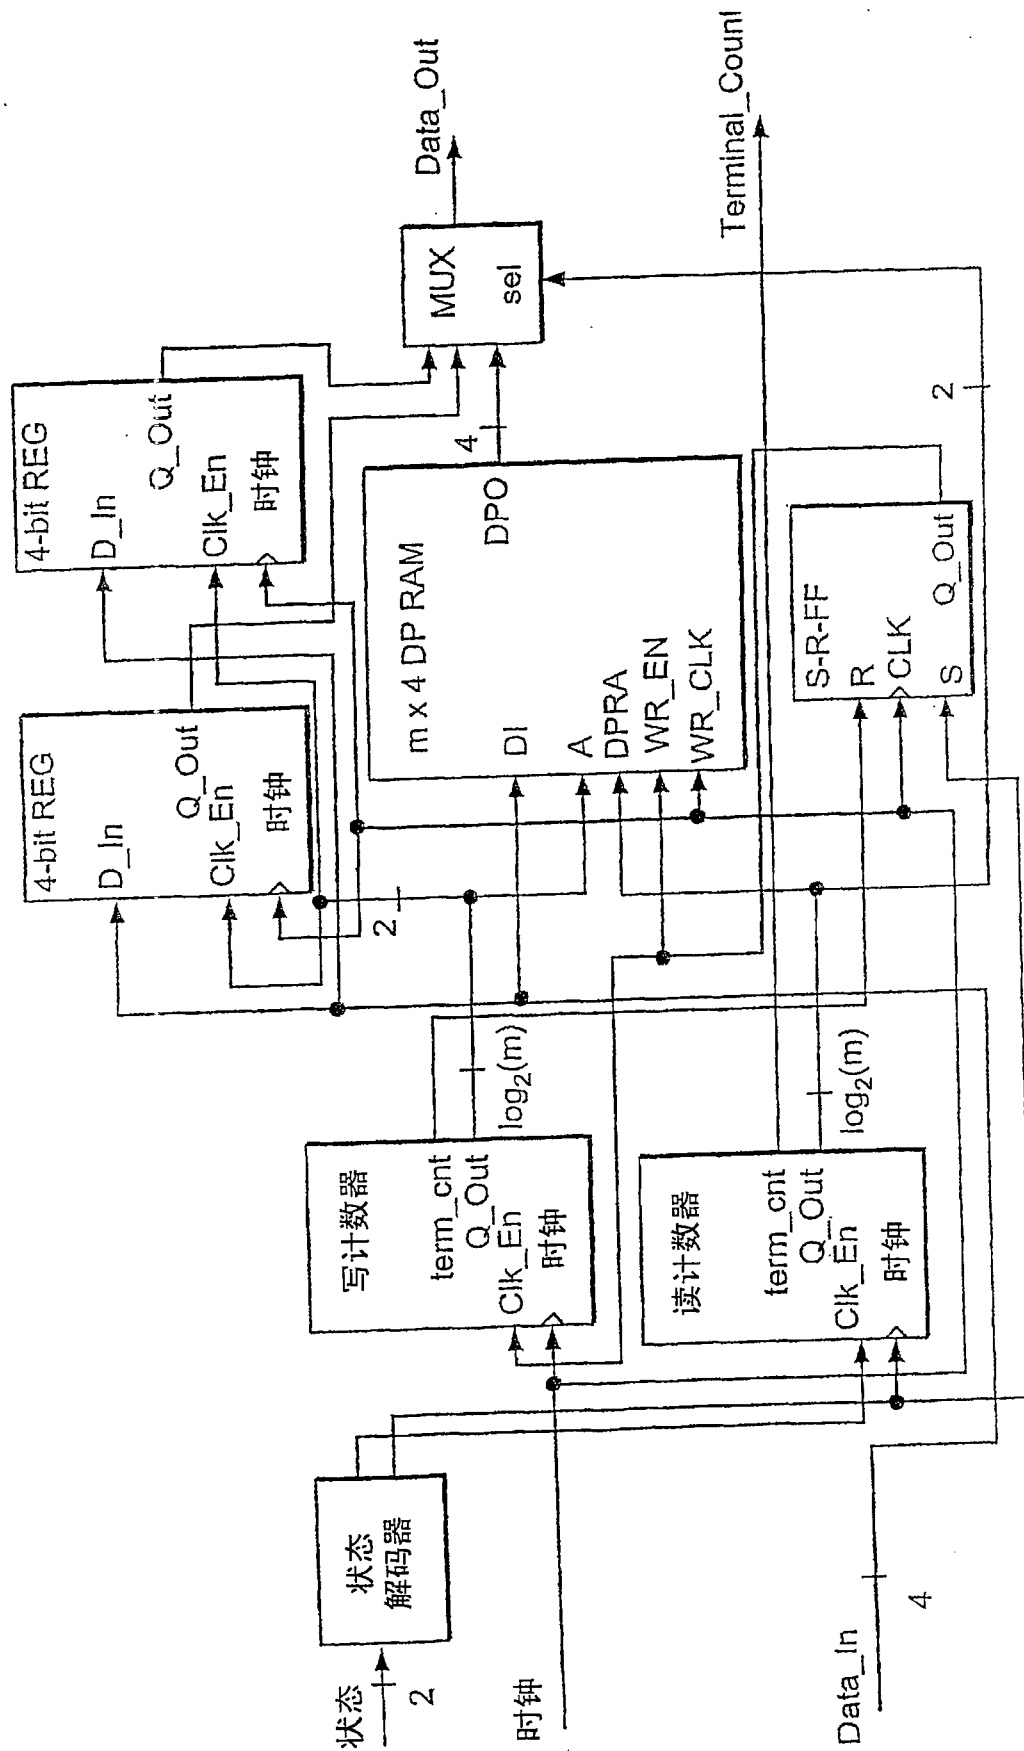 状态
2
状态
解码器
时钟
Data_In
4
写计数器
term_cnt
Q_Out
Clk_En
时钟
log2(m)
读计数器
term_cnt
Q_Out
Clk_En
时钟
log2(m)
2
4-bit REG
D_In
Q_Out
Clk_En
时钟
4-bit REG
D_In
Q_Out
Clk_En
时钟
m x 4 DP RAM
DI
A
DPRA
WR_EN
WR_CLK
DPO
4
S-R-FF
R
CLK
S
Q_Out
2
MUX
sel
Data_Out
Terminal_Count